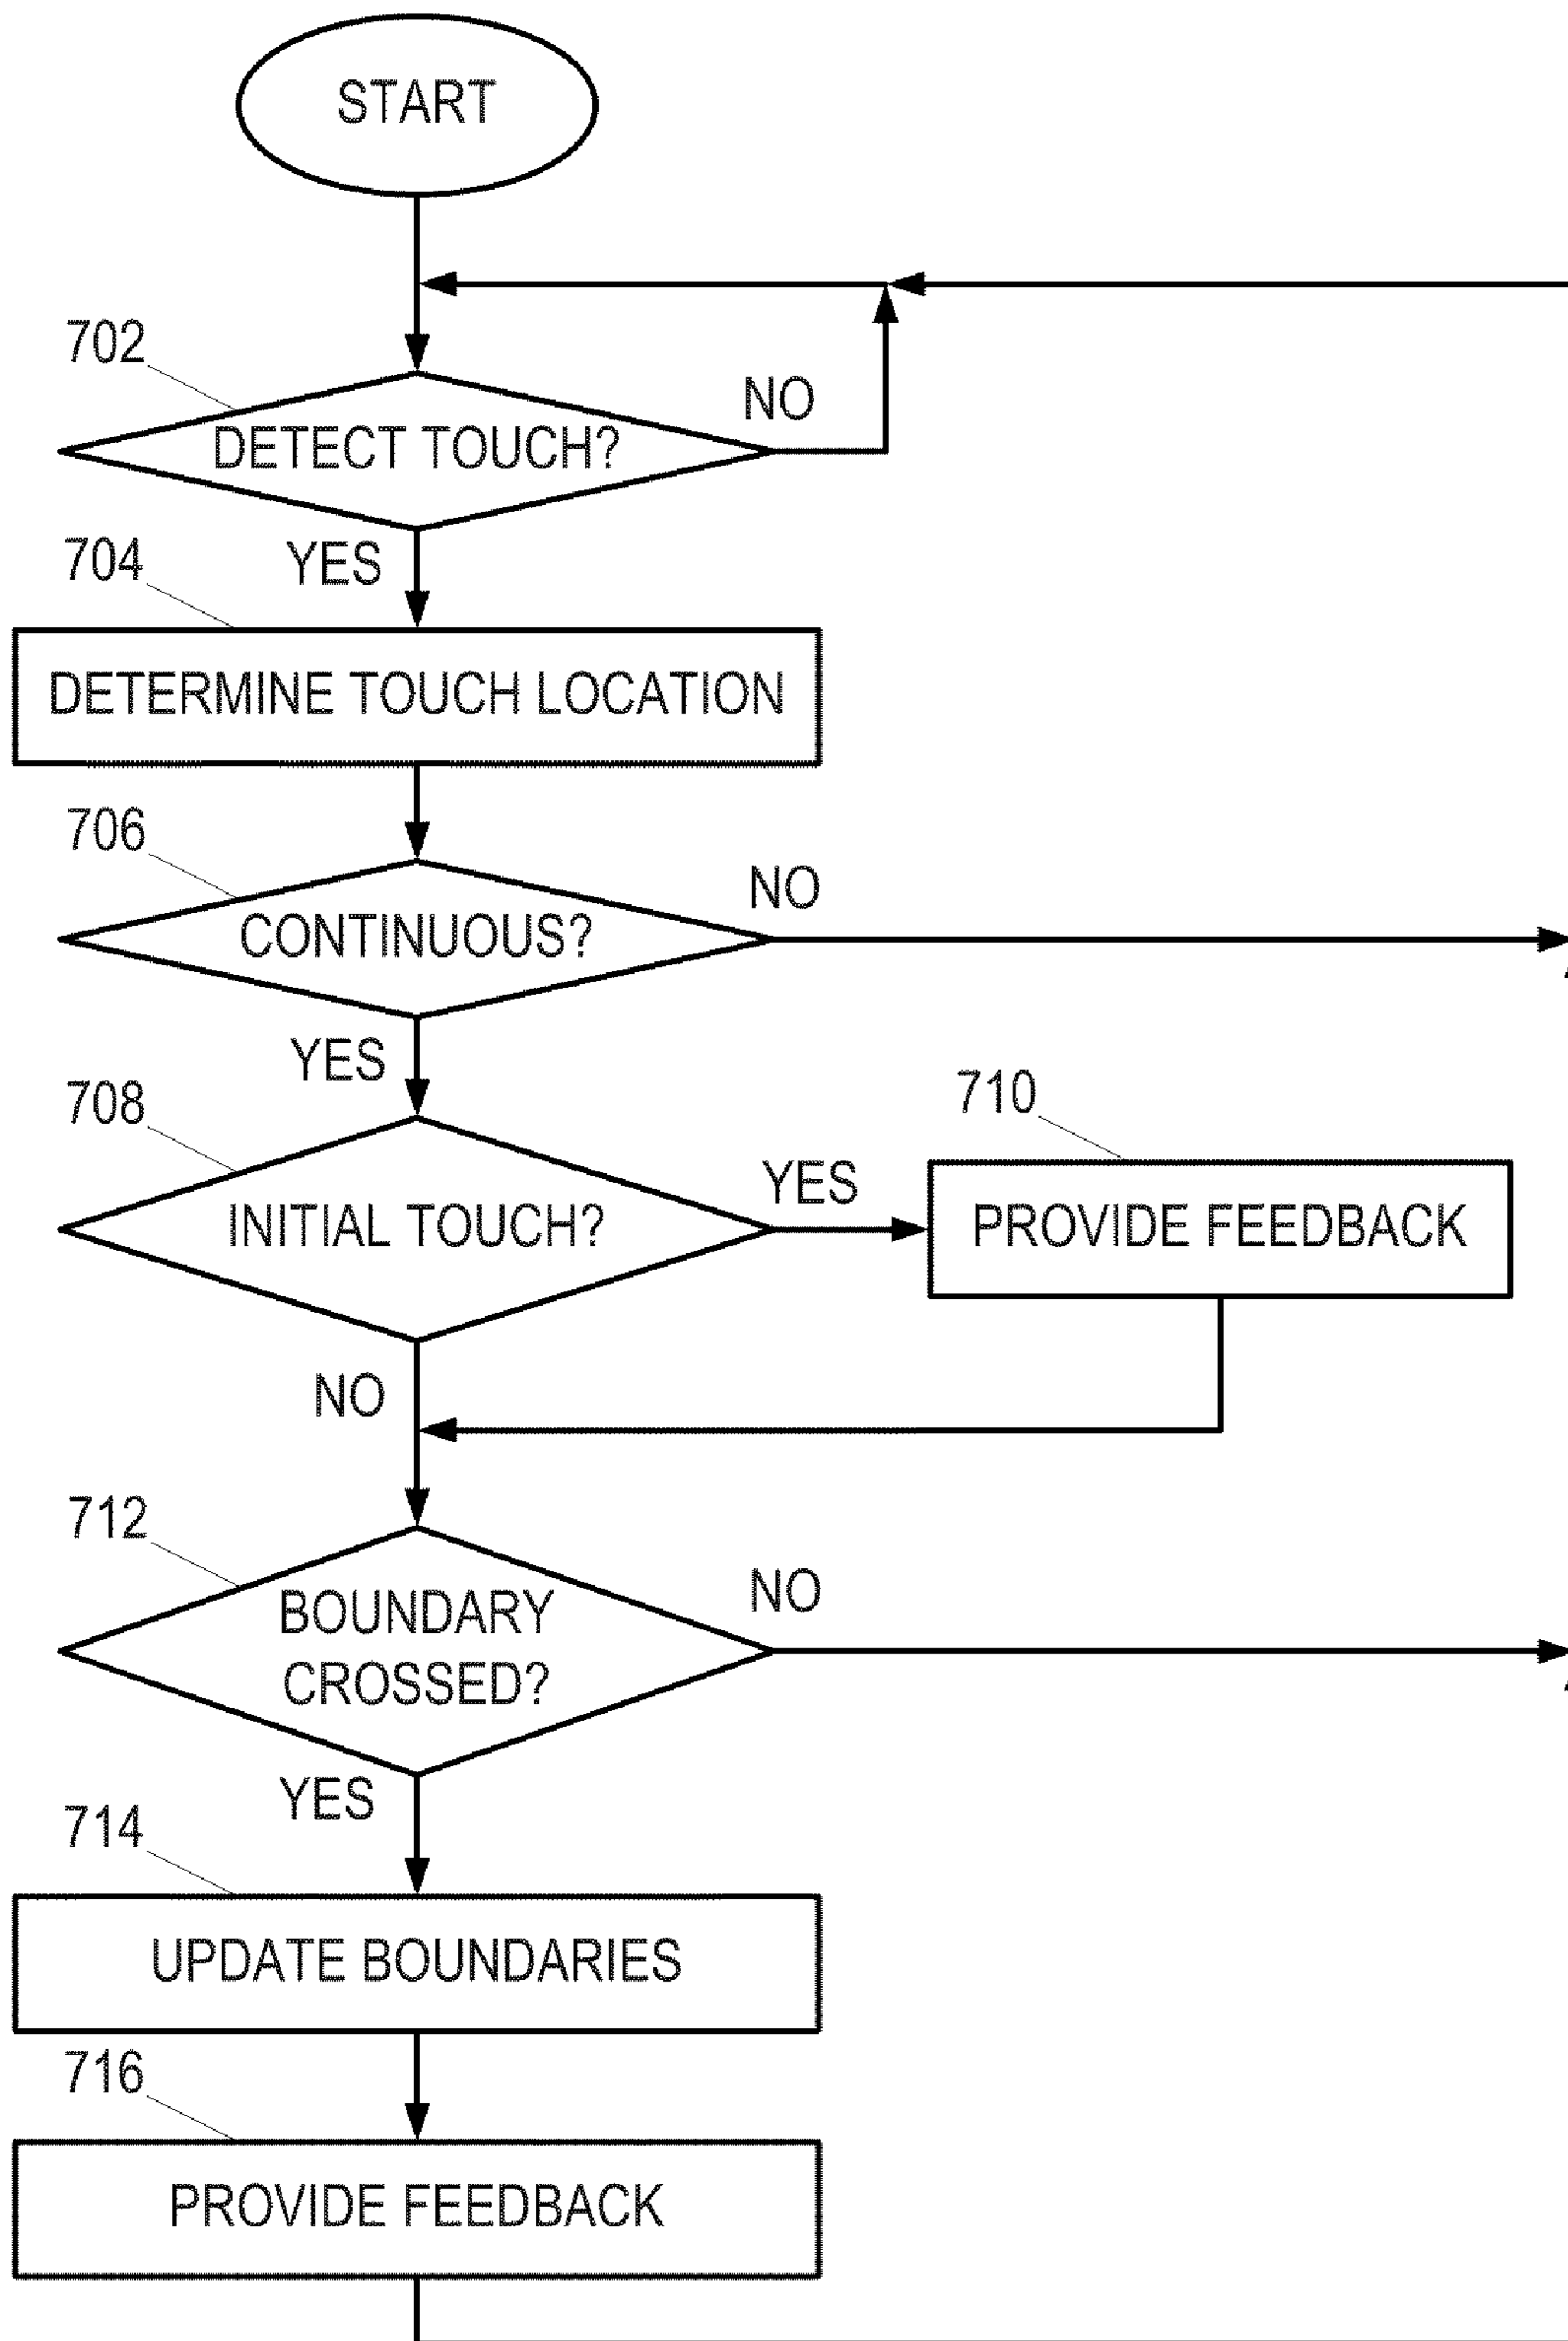 START
702
DETECT TOUCH?
NO
YES
704
DETERMINE TOUCH LOCATION
706
CONTINUOUS?
NO
YES
708
INITIAL TOUCH?
YES
710
PROVIDE FEEDBACK
NO
712
BOUNDARY
CROSSED?
NO
YES
714
UPDATE BOUNDARIES
716
PROVIDE FEEDBACK